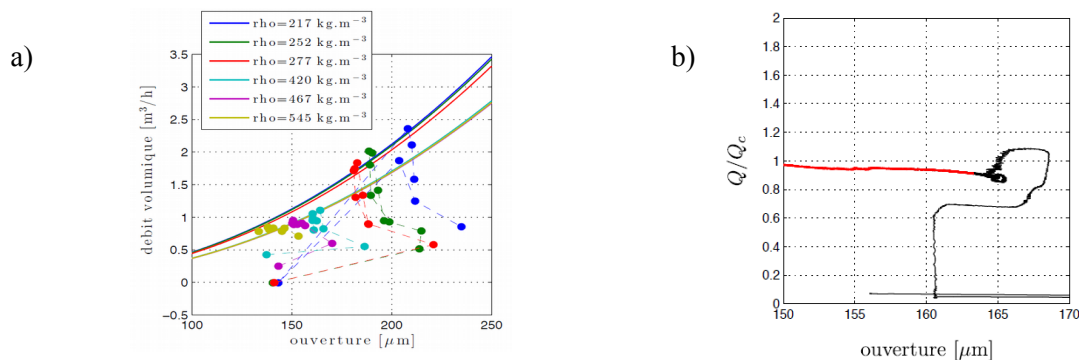 a)
rho=217 kg.m−3
rho=252 kg.m−3
rho=277 kg.m−3
rho=420 kg.m−3
rho=467 kg.m−3
rho=545 kg.m−3
debit volumique [m³/h]
3.5
3
2.5
2
1.5
1
0.5
0
−0.5
100 150 200 250
ouverture [μm]
b)
Q/Qc
2
1.8
1.6
1.4
1.2
1
0.8
0.6
0.4
0.2
0
150 155 160 165 170
ouverture [μm]